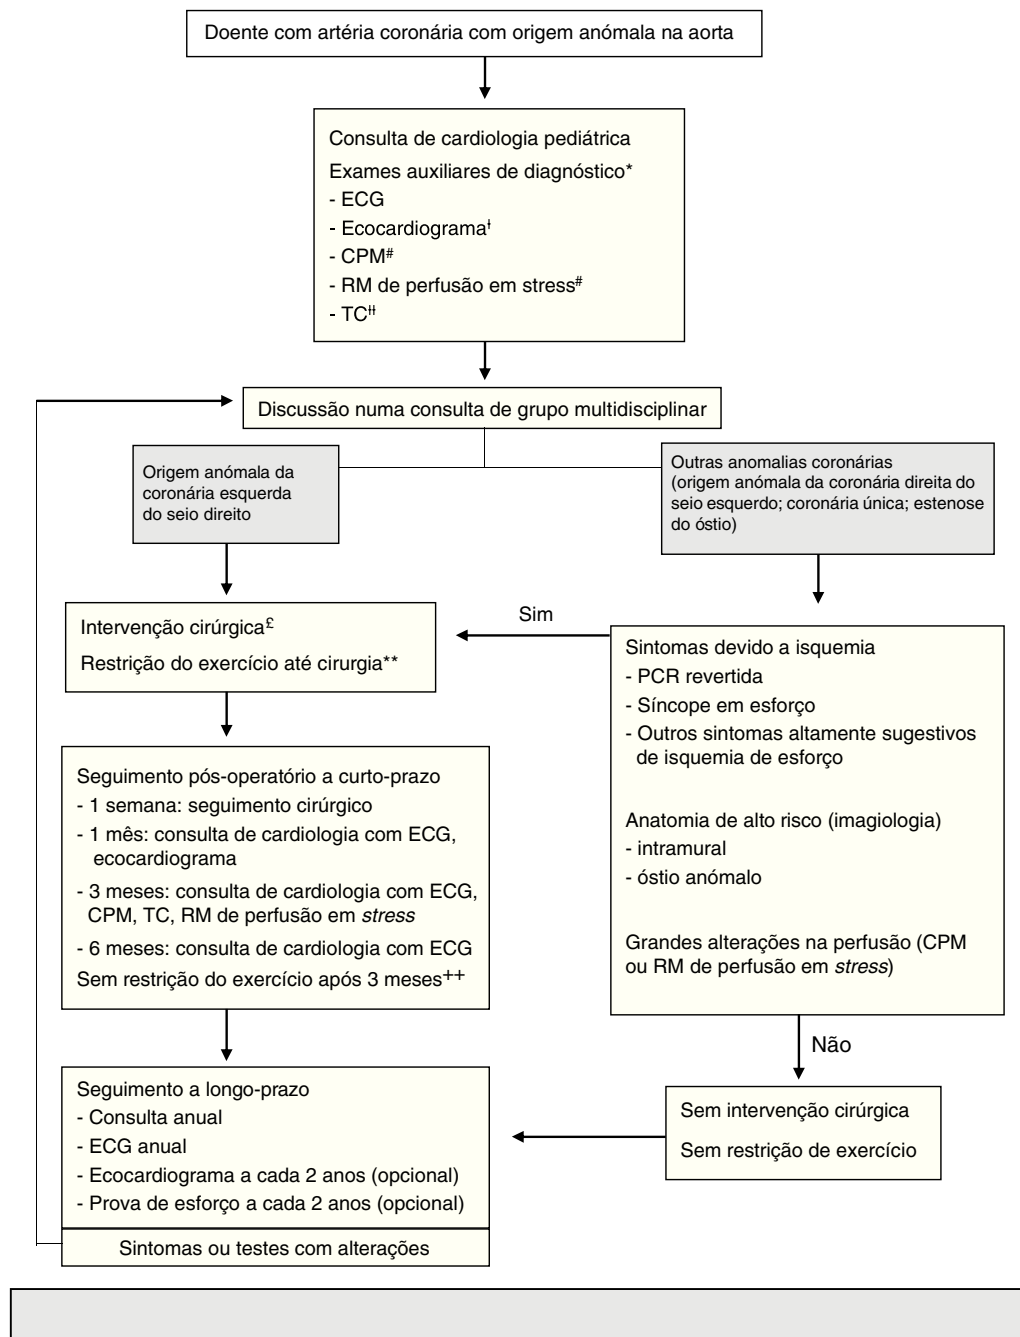 Doente com artéria coronária com origem anómala na aorta
Consulta de cardiologia pediátrica
Exames auxiliares de diagnóstico*
- ECG
- Ecocardiogramaƚ
- CPM#
- RM de perfusão em stress#
- TCƚƚ
Discussão numa consulta de grupo multidisciplinar
Origem anómala da
coronária esquerda
do seio direito
Outras anomalias coronárias
(origem anómala da coronária direita do
seio esquerdo; coronária única; estenose
do óstio)
Intervenção cirúrgica£
Restrição do exercício até cirurgia**
Sim
Sintomas devido a isquemia
- PCR revertida
- Síncope em esforço
- Outros sintomas altamente sugestivos
de isquemia de esforço
Anatomia de alto risco (imagiologia)
- intramural
- óstio anómalo
Grandes alterações na perfusão (CPM
ou RM de perfusão em stress)
Seguimento pós-operatório a curto-prazo
- 1 semana: seguimento cirúrgico
- 1 mês: consulta de cardiologia com ECG,
ecocardiograma
- 3 meses: consulta de cardiologia com ECG,
CPM, TC, RM de perfusão em stress
- 6 meses: consulta de cardiologia com ECG
Sem restrição do exercício após 3 meses++
Não
Sem intervenção cirúrgica
Sem restrição de exercício
Seguimento a longo-prazo
- Consulta anual
- ECG anual
- Ecocardiograma a cada 2 anos (opcional)
- Prova de esforço a cada 2 anos (opcional)
Sintomas ou testes com alterações